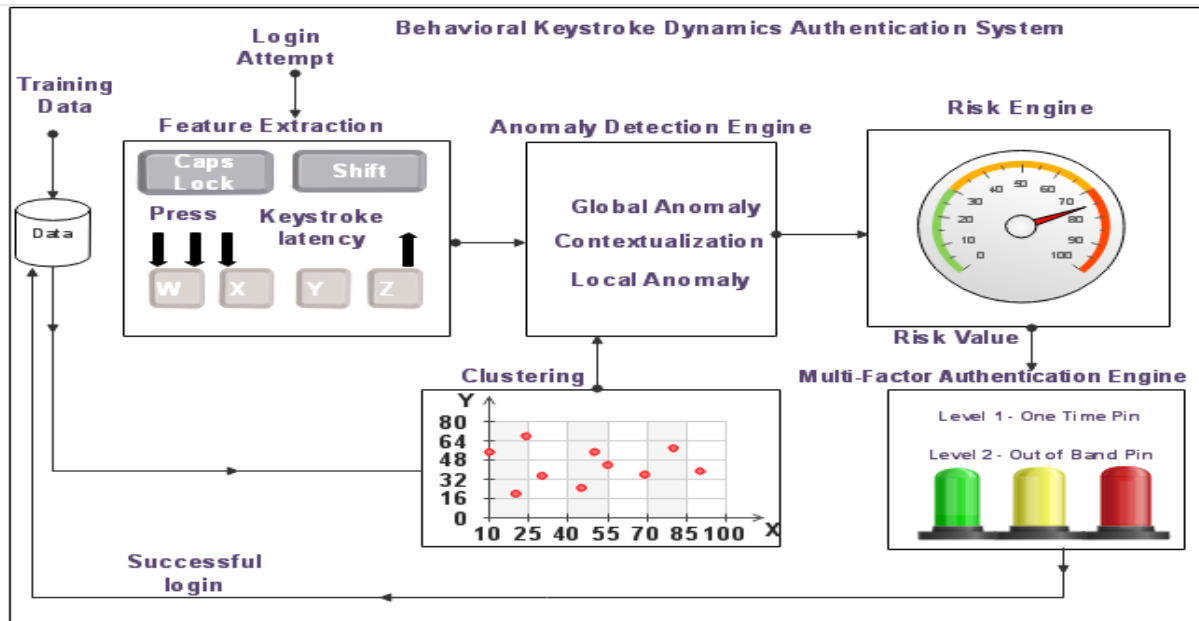 Behavioral Keystroke Dynamics Authentication System
Login
Attempt
Training
Data
Data
Feature Extraction
Caps
Lock
Shift
Press
Keystroke
latency
W
X
Y
Z
Anomaly Detection Engine
Global Anomaly
Contextualization
Local Anomaly
Risk Engine
0
10
20
30
40
50
60
70
80
90
100
Risk Value
Clustering
Y
80
64
48
32
16
0
10 25 40 55 70 85 100
X
Multi-Factor Authentication Engine
Level 1 - One Time Pin
Level 2 - Out of Band Pin
Successful
login